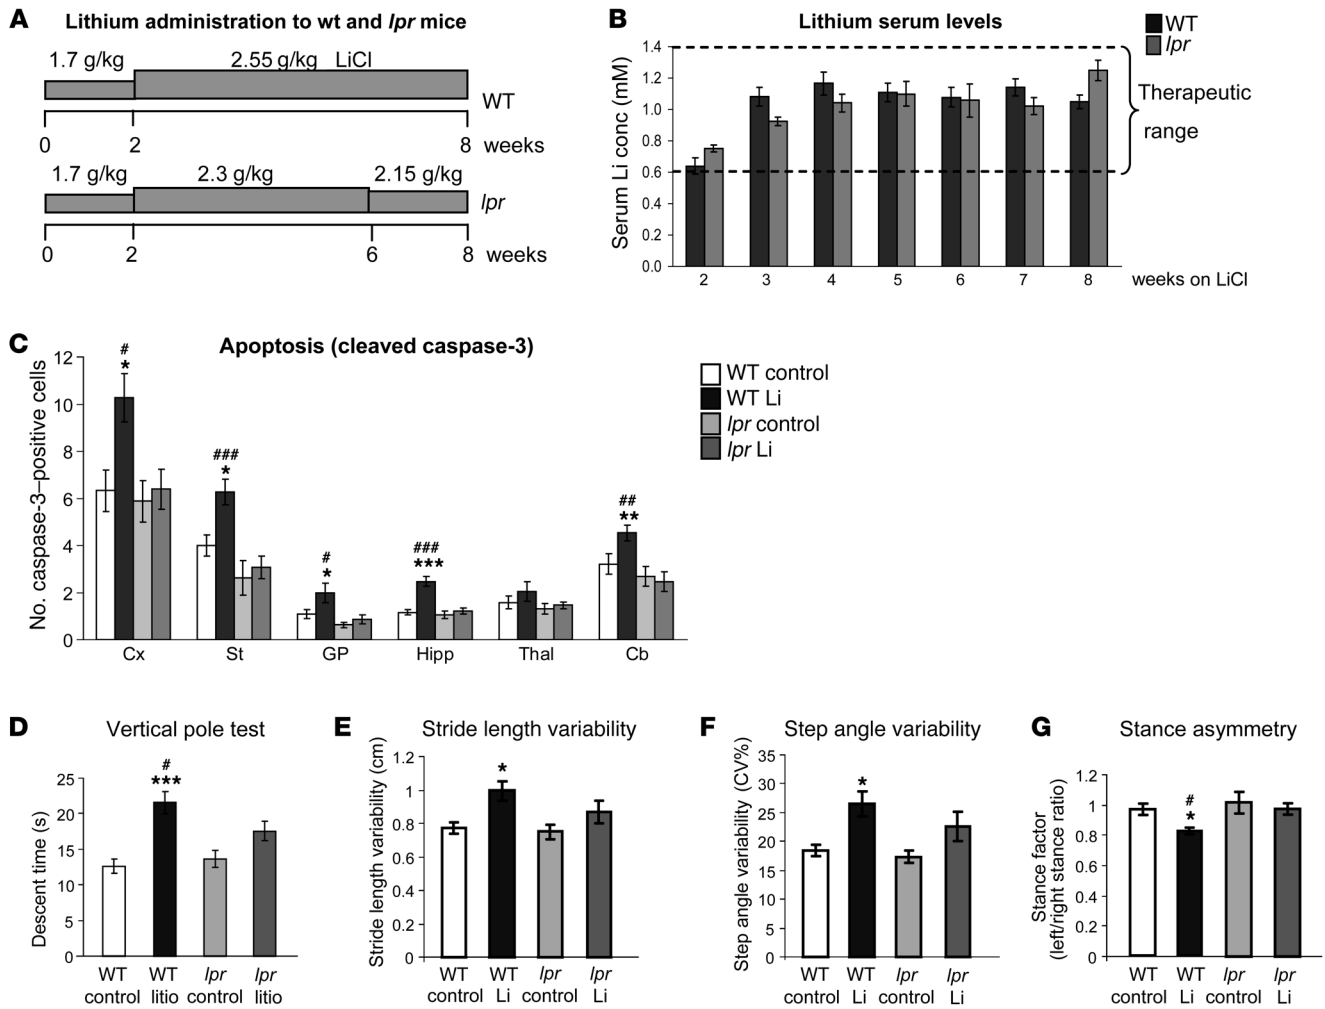 A
Lithium administration to wt and lpr mice
1.7 g/kg
2.55 g/kg LiCl
WT
0 2 8 weeks
1.7 g/kg
2.3 g/kg
2.15 g/kg
lpr
0 2 6 8 weeks
B
Lithium serum levels
WT
lpr
Serum Li conc (mM)
1.4
1.2
1.0
0.8
0.6
0.4
0.2
0.0
Therapeutic
range
2 3 4 5 6 7 8 weeks on LiCl
C
Apoptosis (cleaved caspase-3)
No. caspase-3–positive cells
12
10
8
6
4
2
0
#
*
###
*
#
*
###
***
##
**
Cx St GP Hipp Thal Cb
WT control
WT Li
lpr control
lpr Li
D
Vertical pole test
Descent time (s)
25
20
15
10
5
0
#
***
WT WT lpr lpr
control litio control litio
E
Stride length variability
Stride length variability (cm)
1.2
1
0.8
0.6
0.4
0.2
0
*
WT WT lpr lpr
control Li control Li
F
Step angle variability
Step angle variability (CV%)
35
30
25
20
15
10
5
0
*
WT WT lpr lpr
control Li control Li
G
Stance asymmetry
Stance factor
(left/right stance ratio)
1.2
1
0.8
0.6
0.4
0.2
0
#
*
WT WT lpr lpr
control Li control Li